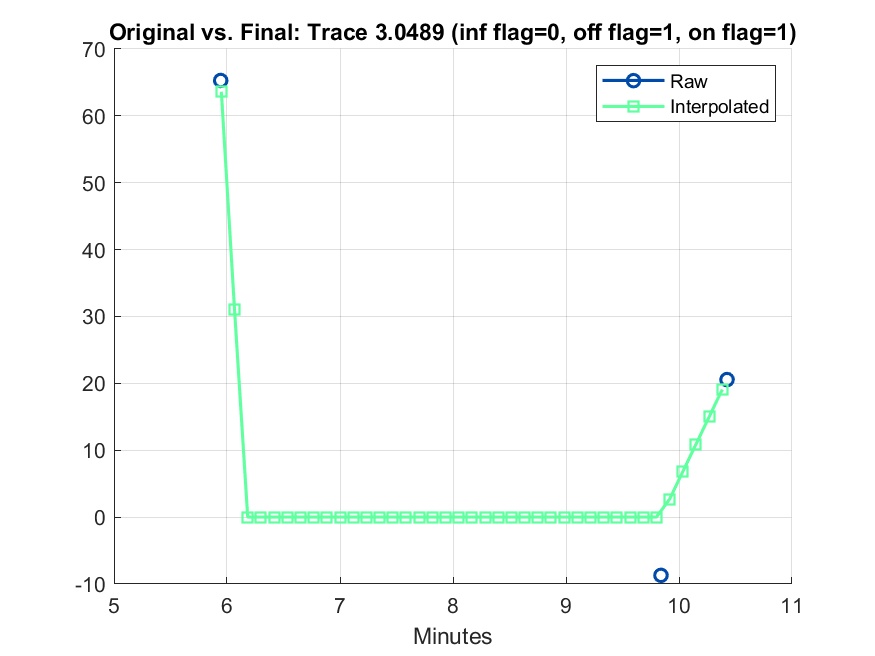 Original vs. Final: Trace 3.0489 (inf flag=0, off flag=1, on flag=1)
70
60
50
40
30
20
10
0
-10
Raw
Interpolated
5 6 7 8 9 10 11
Minutes